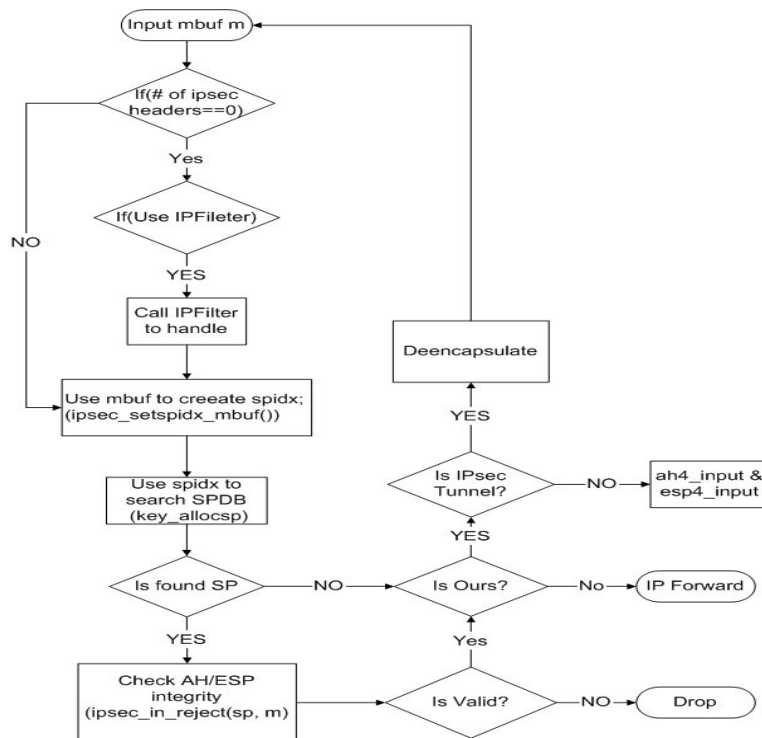 Input mbuf m
If(# of ipsec
headers==0)
Yes
NO
If(Use IPFileter)
YES
Call IPFilter
to handle
Use mbuf to creeate spidx;
(ipsec_setspidx_mbuf())
Use spidx to
search SPDB
(key_allocsp)
Is found SP
NO
YES
Check AH/ESP
integrity
(ipsec_in_reject(sp, m)
Is Valid?
NO
Drop
Yes
Is Ours?
No
IP Forward
YES
Is IPsec
Tunnel?
NO
ah4_input &
esp4_input
YES
Deencapsulate